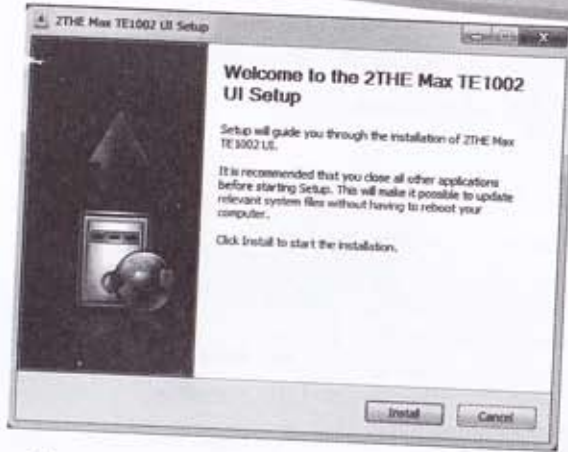 2THE Max TE1002 UI Setup
Welcome to the 2THE Max TE1002
UI Setup
Setup will guide you through the installation of 2THE Max
TE1002 UI.
It is recommended that you close all other applications
before starting Setup. This will make it possible to update
relevant system files without having to reboot your
computer.
Click Install to start the installation.
Install
Cancel